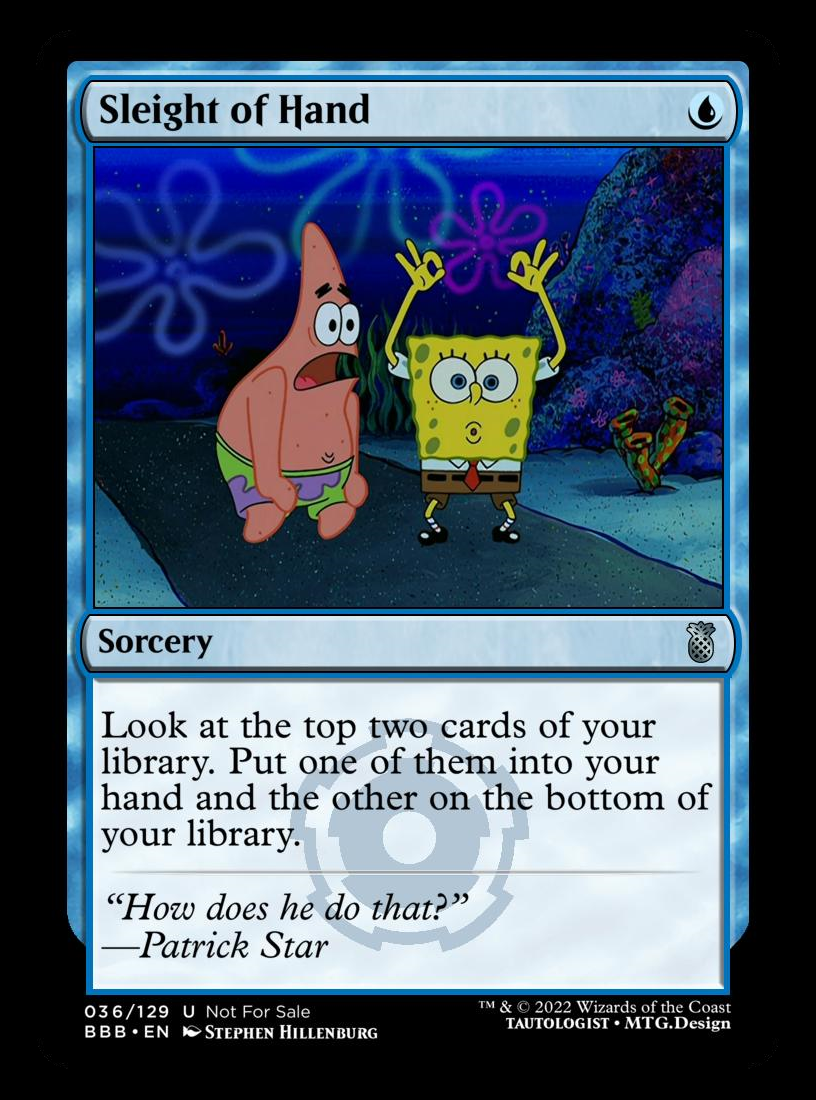 Sleight of Hand
Sorcery
Look at the top two cards of your
library. Put one of them into your
hand and the other on the bottom of
your library.
“How does he do that?”
—Patrick Star
036/129 U Not For Sale
BBB • EN STEPHEN HILLENBURG
™ & © 2022 Wizards of the Coast
TAUTOLOGIST • MTG.Design